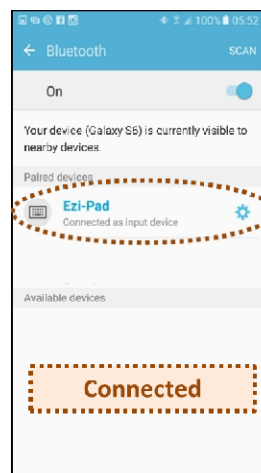 100% 05:52
Bluetooth SCAN
On
Your device (Galaxy S6) is currently visible to
nearby devices.
Paired devices
Ezi-Pad
Connected as input device
Available devices
Connected